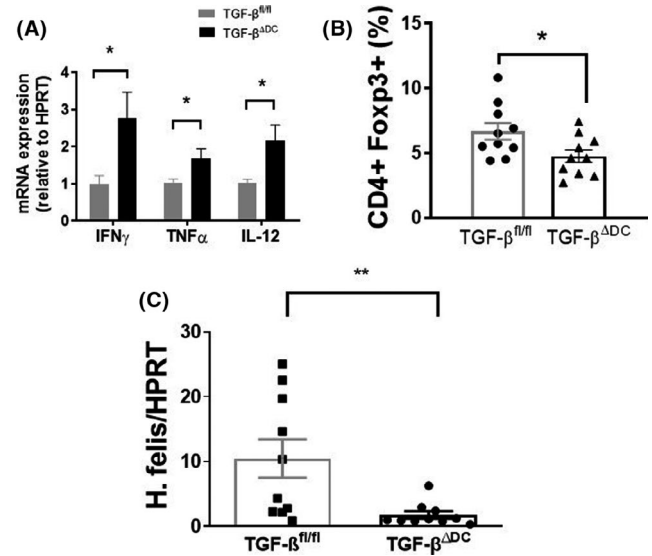 (A)
TGF-β^fl/fl
TGF-β^ΔDC
mRNA expression
(relative to HPRT)
4
3
2
1
0
*
*
*
IFNγ
TNFα
IL-12
(B)
CD4+ Foxp3+ (%)
15
10
5
0
*
TGF-β^fl/fl
TGF-β^ΔDC
(C)
H. felis/HPRT
30
20
10
0
**
TGF-ß^fl/fl
TGF-β^ΔDC